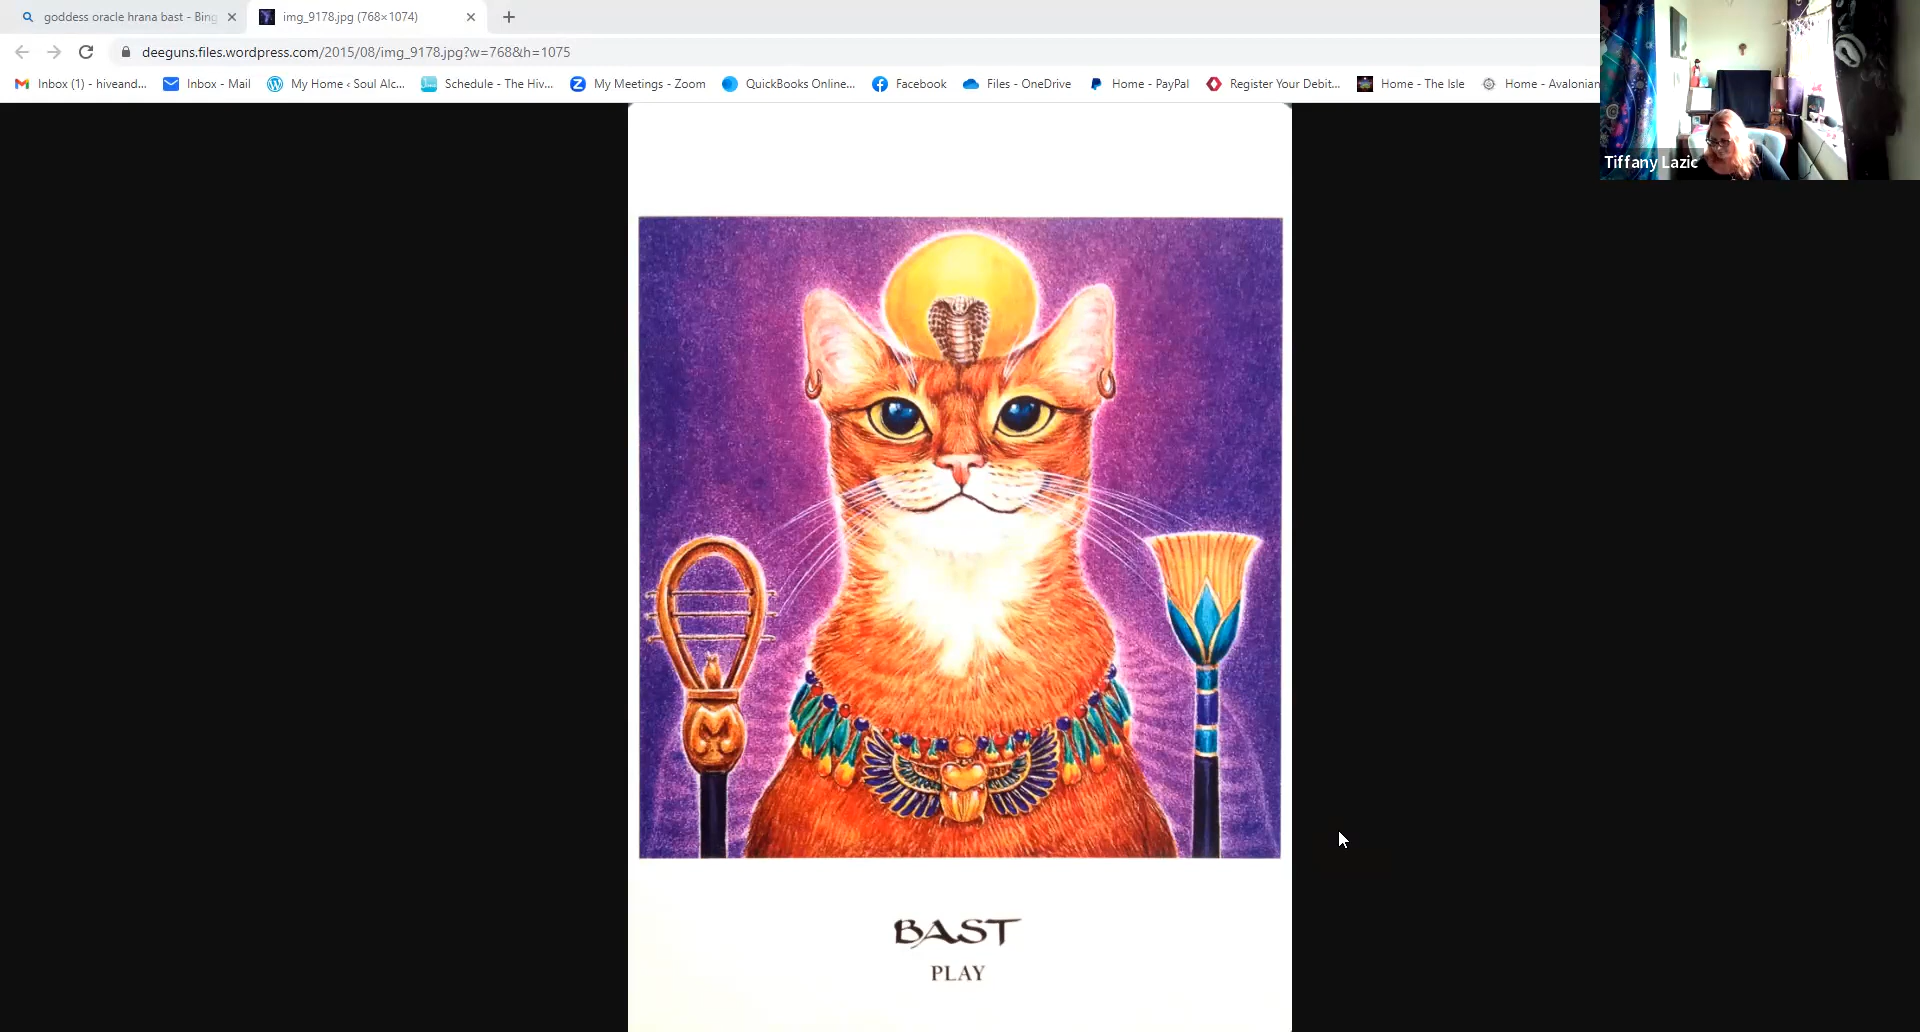 goddess oracle hrana bast - Bing
img_9178.jpg (768×1074)
deeguns.files.wordpress.com/2015/08/img_9178.jpg?w=768&h=1075
Inbox (1) - hiveand...
Inbox - Mail
My Home ‹ Soul Alc...
Schedule - The Hiv...
My Meetings - Zoom
QuickBooks Online...
Facebook
Files - OneDrive
Home - PayPal
Register Your Debit...
Home - The Isle
Home - Avalonian
Tiffany Lazic
BAST
PLAY